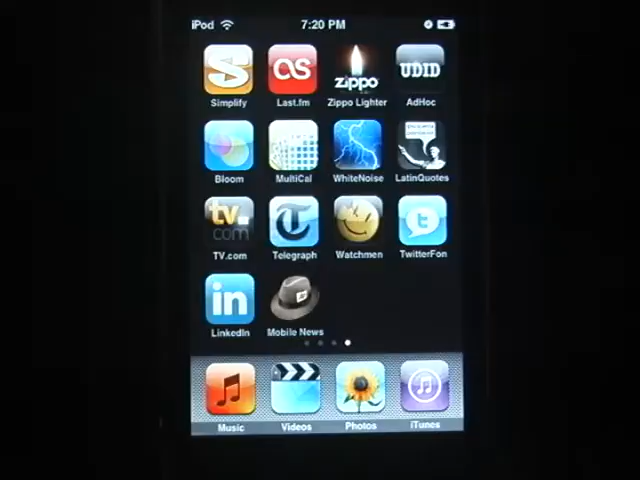 iPod 7:20 PM
S as zippo UDID
Simplify Last.fm Zippo Lighter AdHoc
Bloom MultiCal WhiteNoise LatinQuotes
tv.com T t
TV.com Telegraph Watchmen TwitterFon
in
LinkedIn Mobile News
Music Videos Photos iTunes